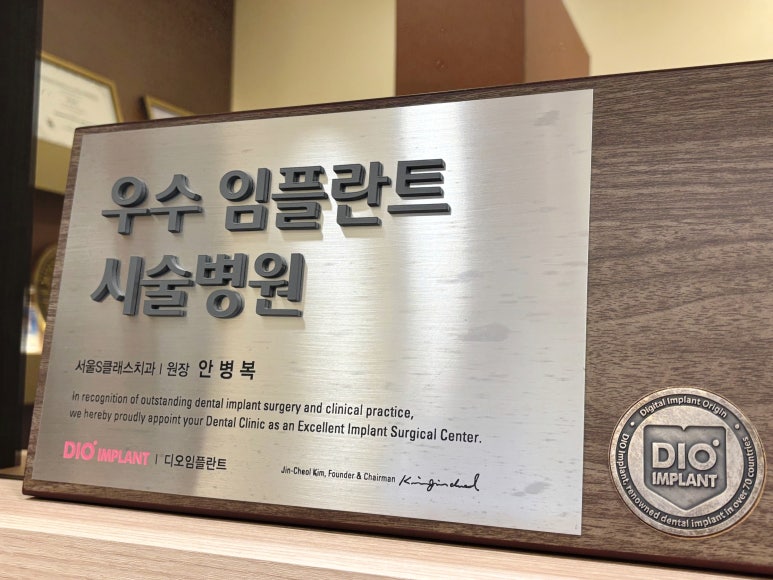 우수 임플란트
시술병원
서울S클래스치과 | 원장 안병복
In recognition of outstanding dental implant surgery and clinical practice,
we hereby proudly appoint your Dental Clinic as an Excellent Implant Surgical Center.
DIO IMPLANT | 디오임플란트
Jin-Cheol Kim, Founder & Chairman
• Digital Implant Origin •
DIO
IMPLANT
DIO Implant, renowned dental implant in over 70 countries